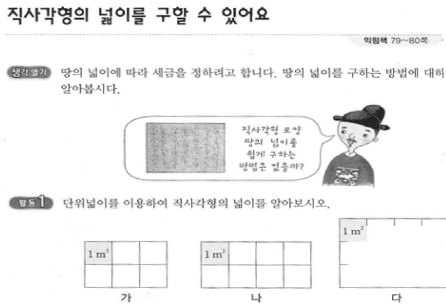 직사각형의 넓이를 구할 수 있어요
익힘책 79~80쪽
생각 열기 땅의 넓이에 따라 세금을 정하려고 합니다. 땅의 넓이를 구하는 방법에 대하
알아봅시다.
직사각형 모양
땅의 넓이를
쉽게 구하는
방법은 없을까?
활동 1 단위넓이를 이용하여 직사각형의 넓이를 알아보시오.
1 m²
1 m²
1 m²
가
나
다